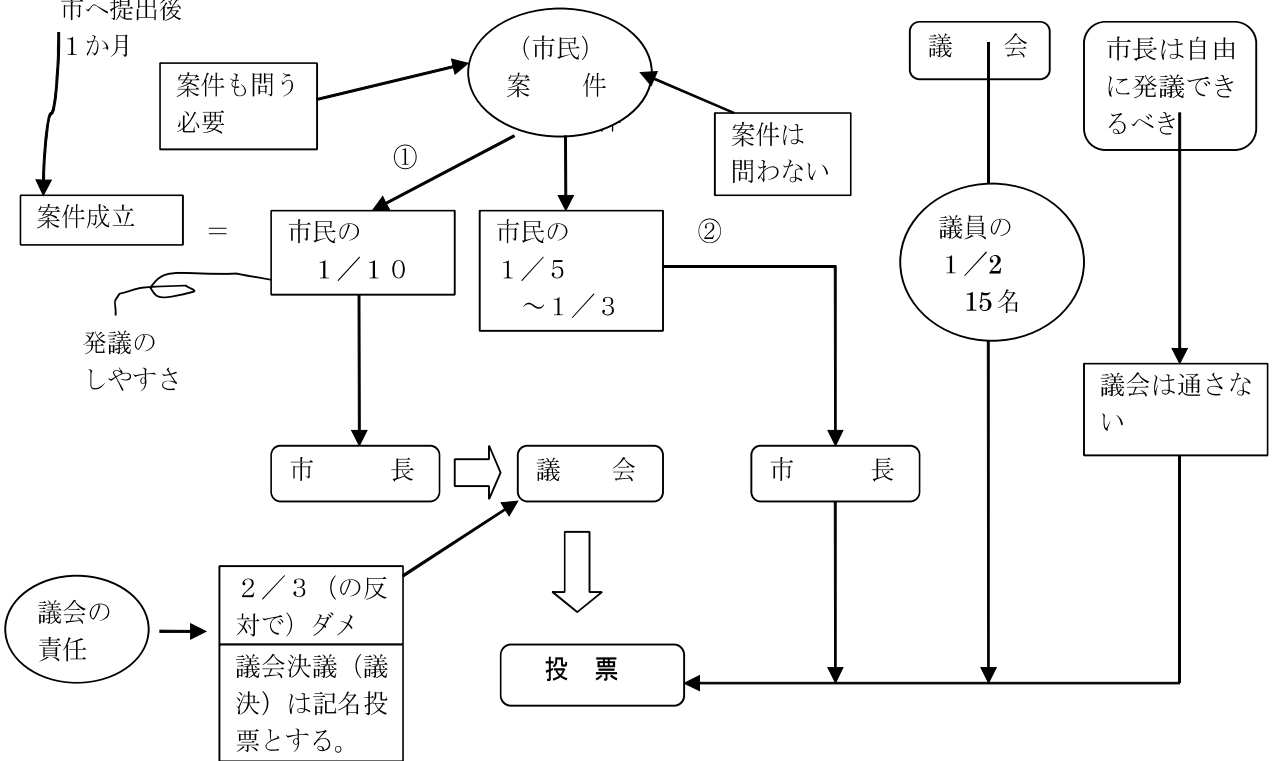 市へ提出後
１か月
案件も問う
必要
（市民）
案　件
案件は
問わない
議　会
市長は自由
に発議でき
るべき
①
案件成立
＝
市民の
１／１０
市民の
１／５
～１／３
②
議員の
１／2
15名
発議の
しやすさ
議会は通さな
い
市　長
議　会
市　長
議会の
責任
２／３（の反
対で）ダメ
議会決議（議
決）は記名投
票とする。
投　票